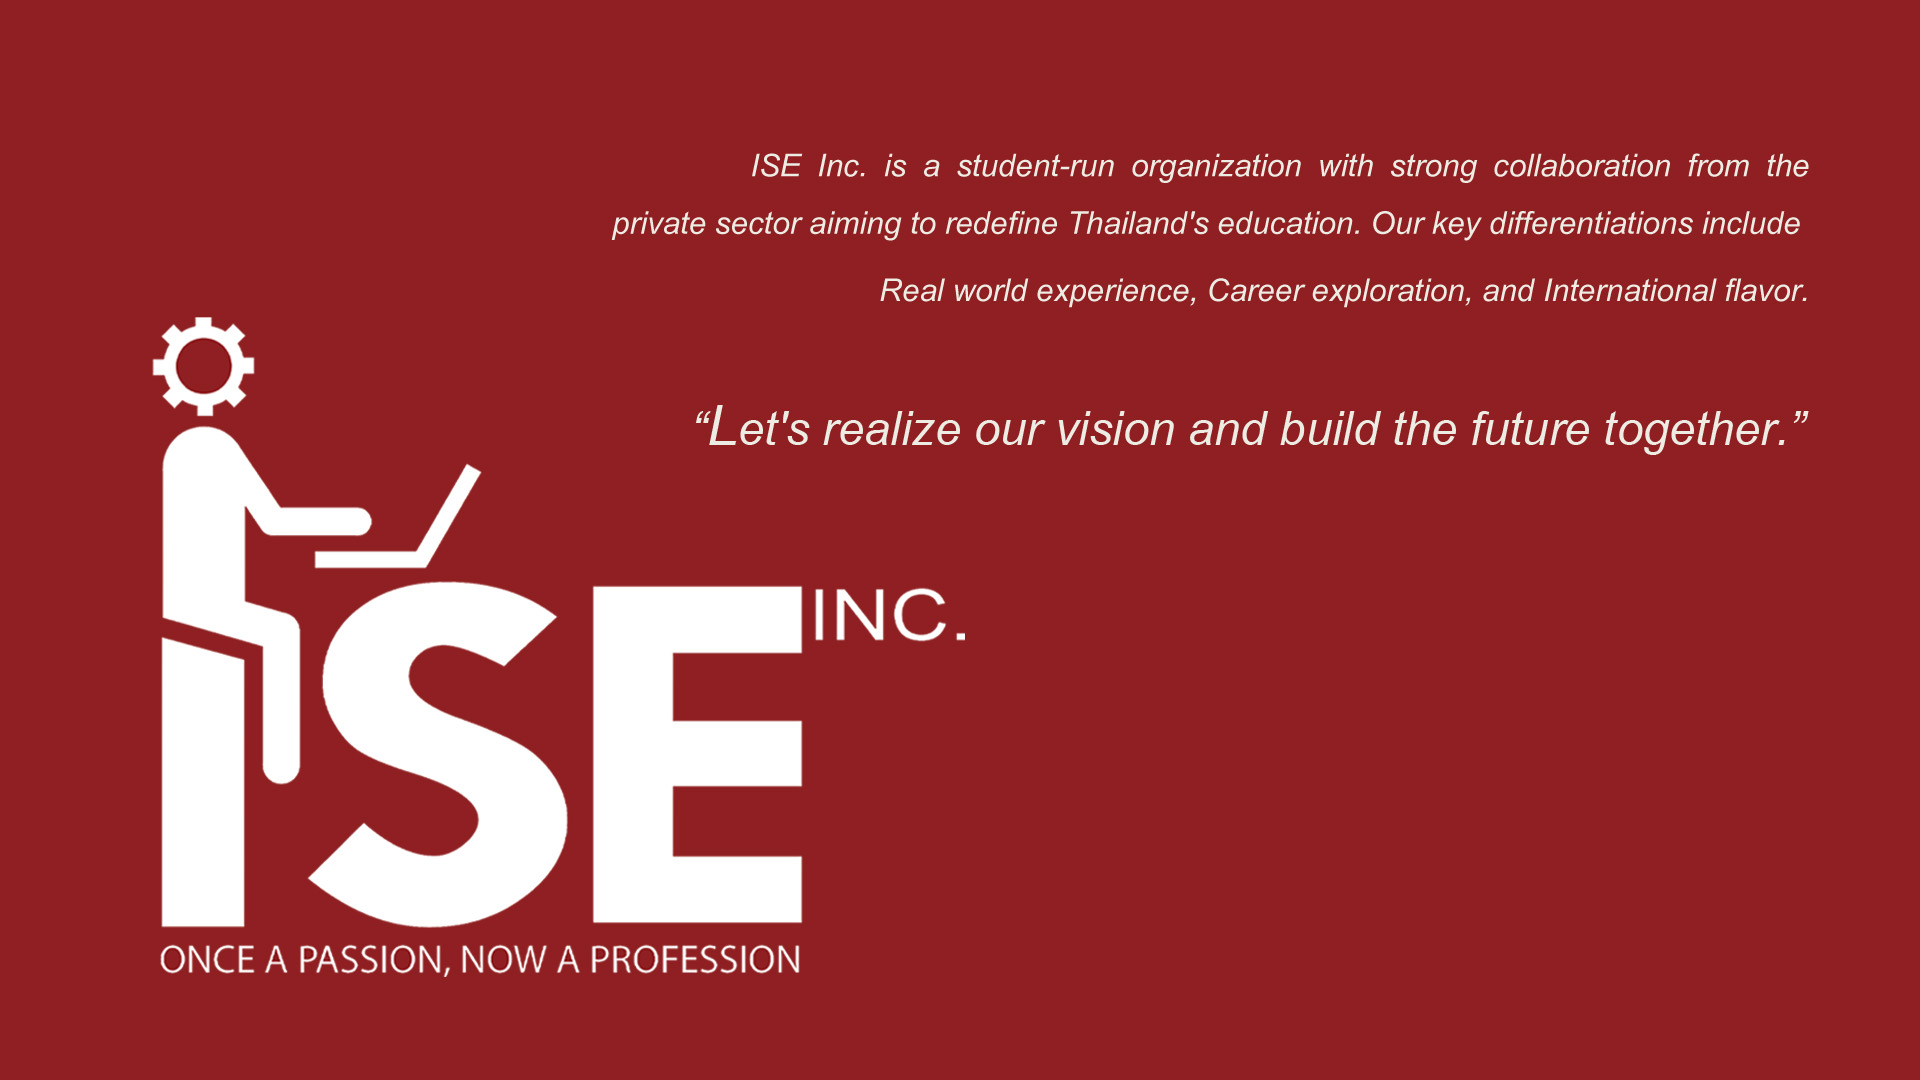 ISE Inc. is a student-run organization with strong collaboration from the
private sector aiming to redefine Thailand's education. Our key differentiations include
Real world experience, Career exploration, and International flavor.
“Let's realize our vision and build the future together.”
ISE INC.
ONCE A PASSION, NOW A PROFESSION